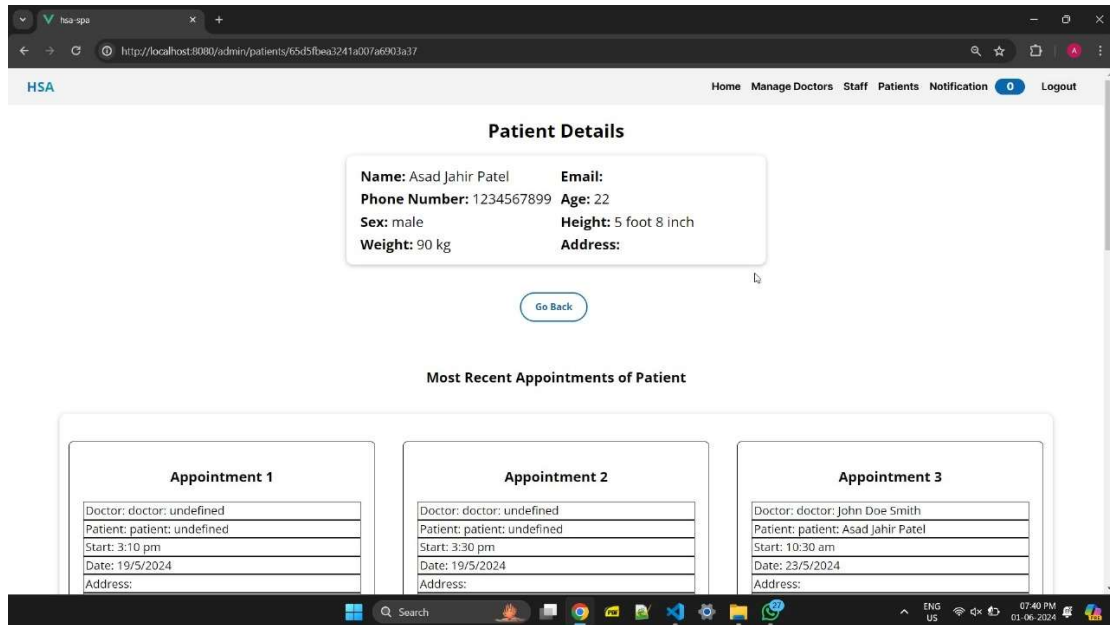 hsa-spa
http://localhost:8080/admin/patients/65d5fbea3241a007a6903a37
HSA Home Manage Doctors Staff Patients Notification 0 Logout
Patient Details
Name: Asad Jahir Patel Email:
Phone Number: 1234567899 Age: 22
Sex: male Height: 5 foot 8 inch
Weight: 90 kg Address:
Go Back
Most Recent Appointments of Patient
Appointment 1
Doctor: doctor: undefined
Patient: patient: undefined
Start: 3:10 pm
Date: 19/5/2024
Address:
Appointment 2
Doctor: doctor: undefined
Patient: patient: undefined
Start: 3:30 pm
Date: 19/5/2024
Address:
Appointment 3
Doctor: doctor: John Doe Smith
Patient: patient: Asad Jahir Patel
Start: 10:30 am
Date: 23/5/2024
Address:
Search
27
ENG
US
07:40 PM
01-06-2024